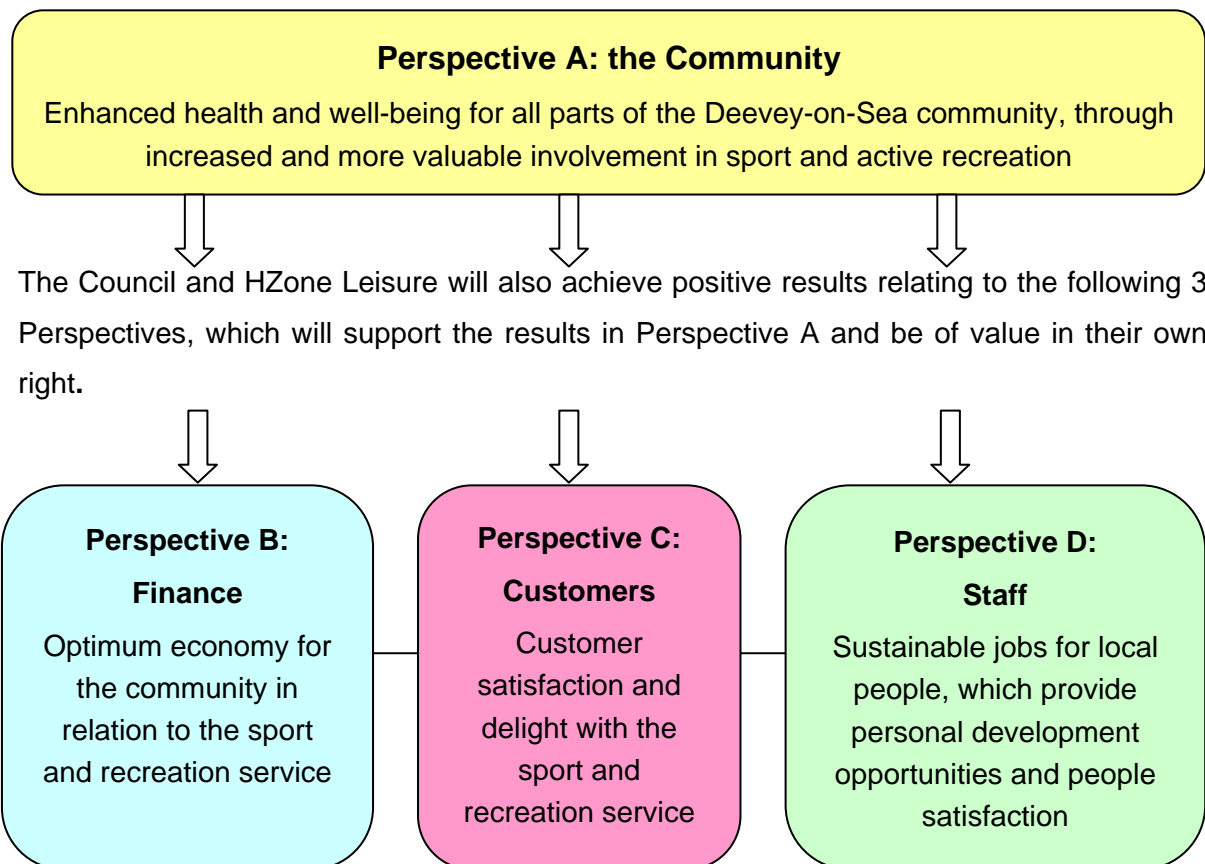 Perspective A: the Community
Enhanced health and well-being for all parts of the Deevey-on-Sea community, through
increased and more valuable involvement in sport and active recreation
The Council and HZone Leisure will also achieve positive results relating to the following 3
Perspectives, which will support the results in Perspective A and be of value in their own
right.
Perspective B:
Finance
Optimum economy for
the community in
relation to the sport
and recreation service
Perspective C:
Customers
Customer
satisfaction and
delight with the
sport and
recreation service
Perspective D:
Staff
Sustainable jobs for local
people, which provide
personal development
opportunities and people
satisfaction